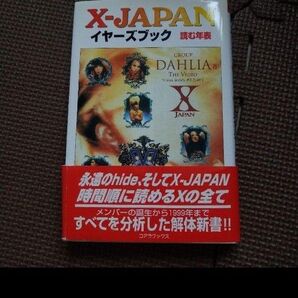 X-JAPAN
イヤーズブック 読む年表
GROUP
DAHLIA
THE VIDEO
X
JAPAN
永遠のhide、そしてX-JAPAN
時間順に読めるXの全て
メンバーの誕生から1999年まで
すべてを分析した解体新書!!
コアラブックス